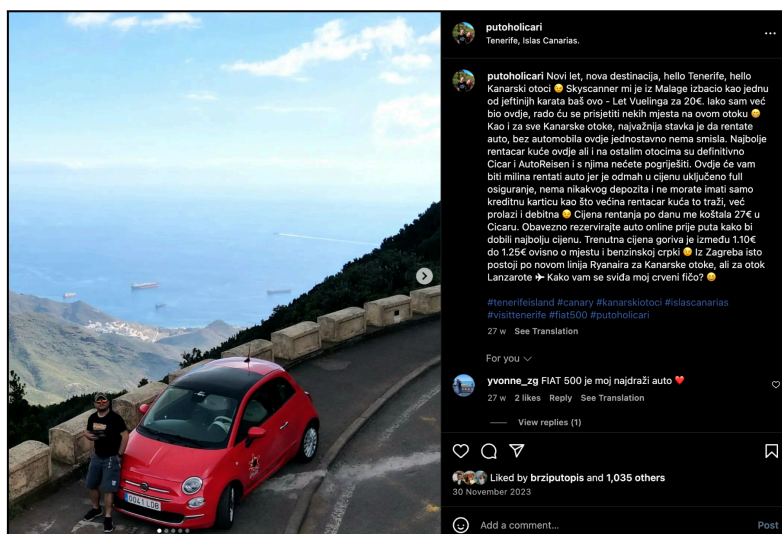 putoholicari
Tenerife, Islas Canarias.
putoholicari Novi let, nova destinacija, hello Tenerife, hello
Kanarski otoci 😉 Skyscanner mi je iz Malage izbacio kao jednu
od jeftinih karata baš ovo - Let Vuelinga za 20€. Iako sam već
bio ovdje, rado ću se prisjetiti nekih mjesta na ovom otoku 😁
Kao i za sve Kanarske otoke, najvažnija stavka je da rentate
auto, bez automobila ovdje jednostavno nema smisla. Najbolje
rentacar kuće ovdje ali i na ostalim otocima su definitivno
Cicar i AutoReisen i s njima nećete pogriješiti. Ovdje će vam
biti milina rentati auto jer je odmah u cijenu uključeno full
osiguranje, nema nikakvog depozita i ne morate imati samo
kreditnu karticu kao što većina rentacar kuća to traži, već
prolazi i debitna 😉 Cijena rentanja po danu me koštala 27€ u
Cicaru. Obavezno rezervirajte auto online prije puta kako bi
dobili najbolju cijenu. Trenutna cijena goriva je između 1.10€
do 1.25€ ovisno o mjestu i benzinskoj crpki 😉 Iz Zagreba isto
postoji po novom linija Ryanaira za Kanarske otoke, ali za otok
Lanzarote ✈ Kako vam se sviđa moj crveni fičo? 😁
#tenerifeisland #canary #kanarskiotoci #islascanarias
#visittenerife #fiat500 #putoholicari
27 w See Translation
For you
yvonne_zg FIAT 500 je moj najdraži auto ❤️
27 w 2 likes Reply See Translation
View replies (1)
Liked by brziputopis and 1,035 others
30 November 2023
Add a comment... Post
0041 LDB